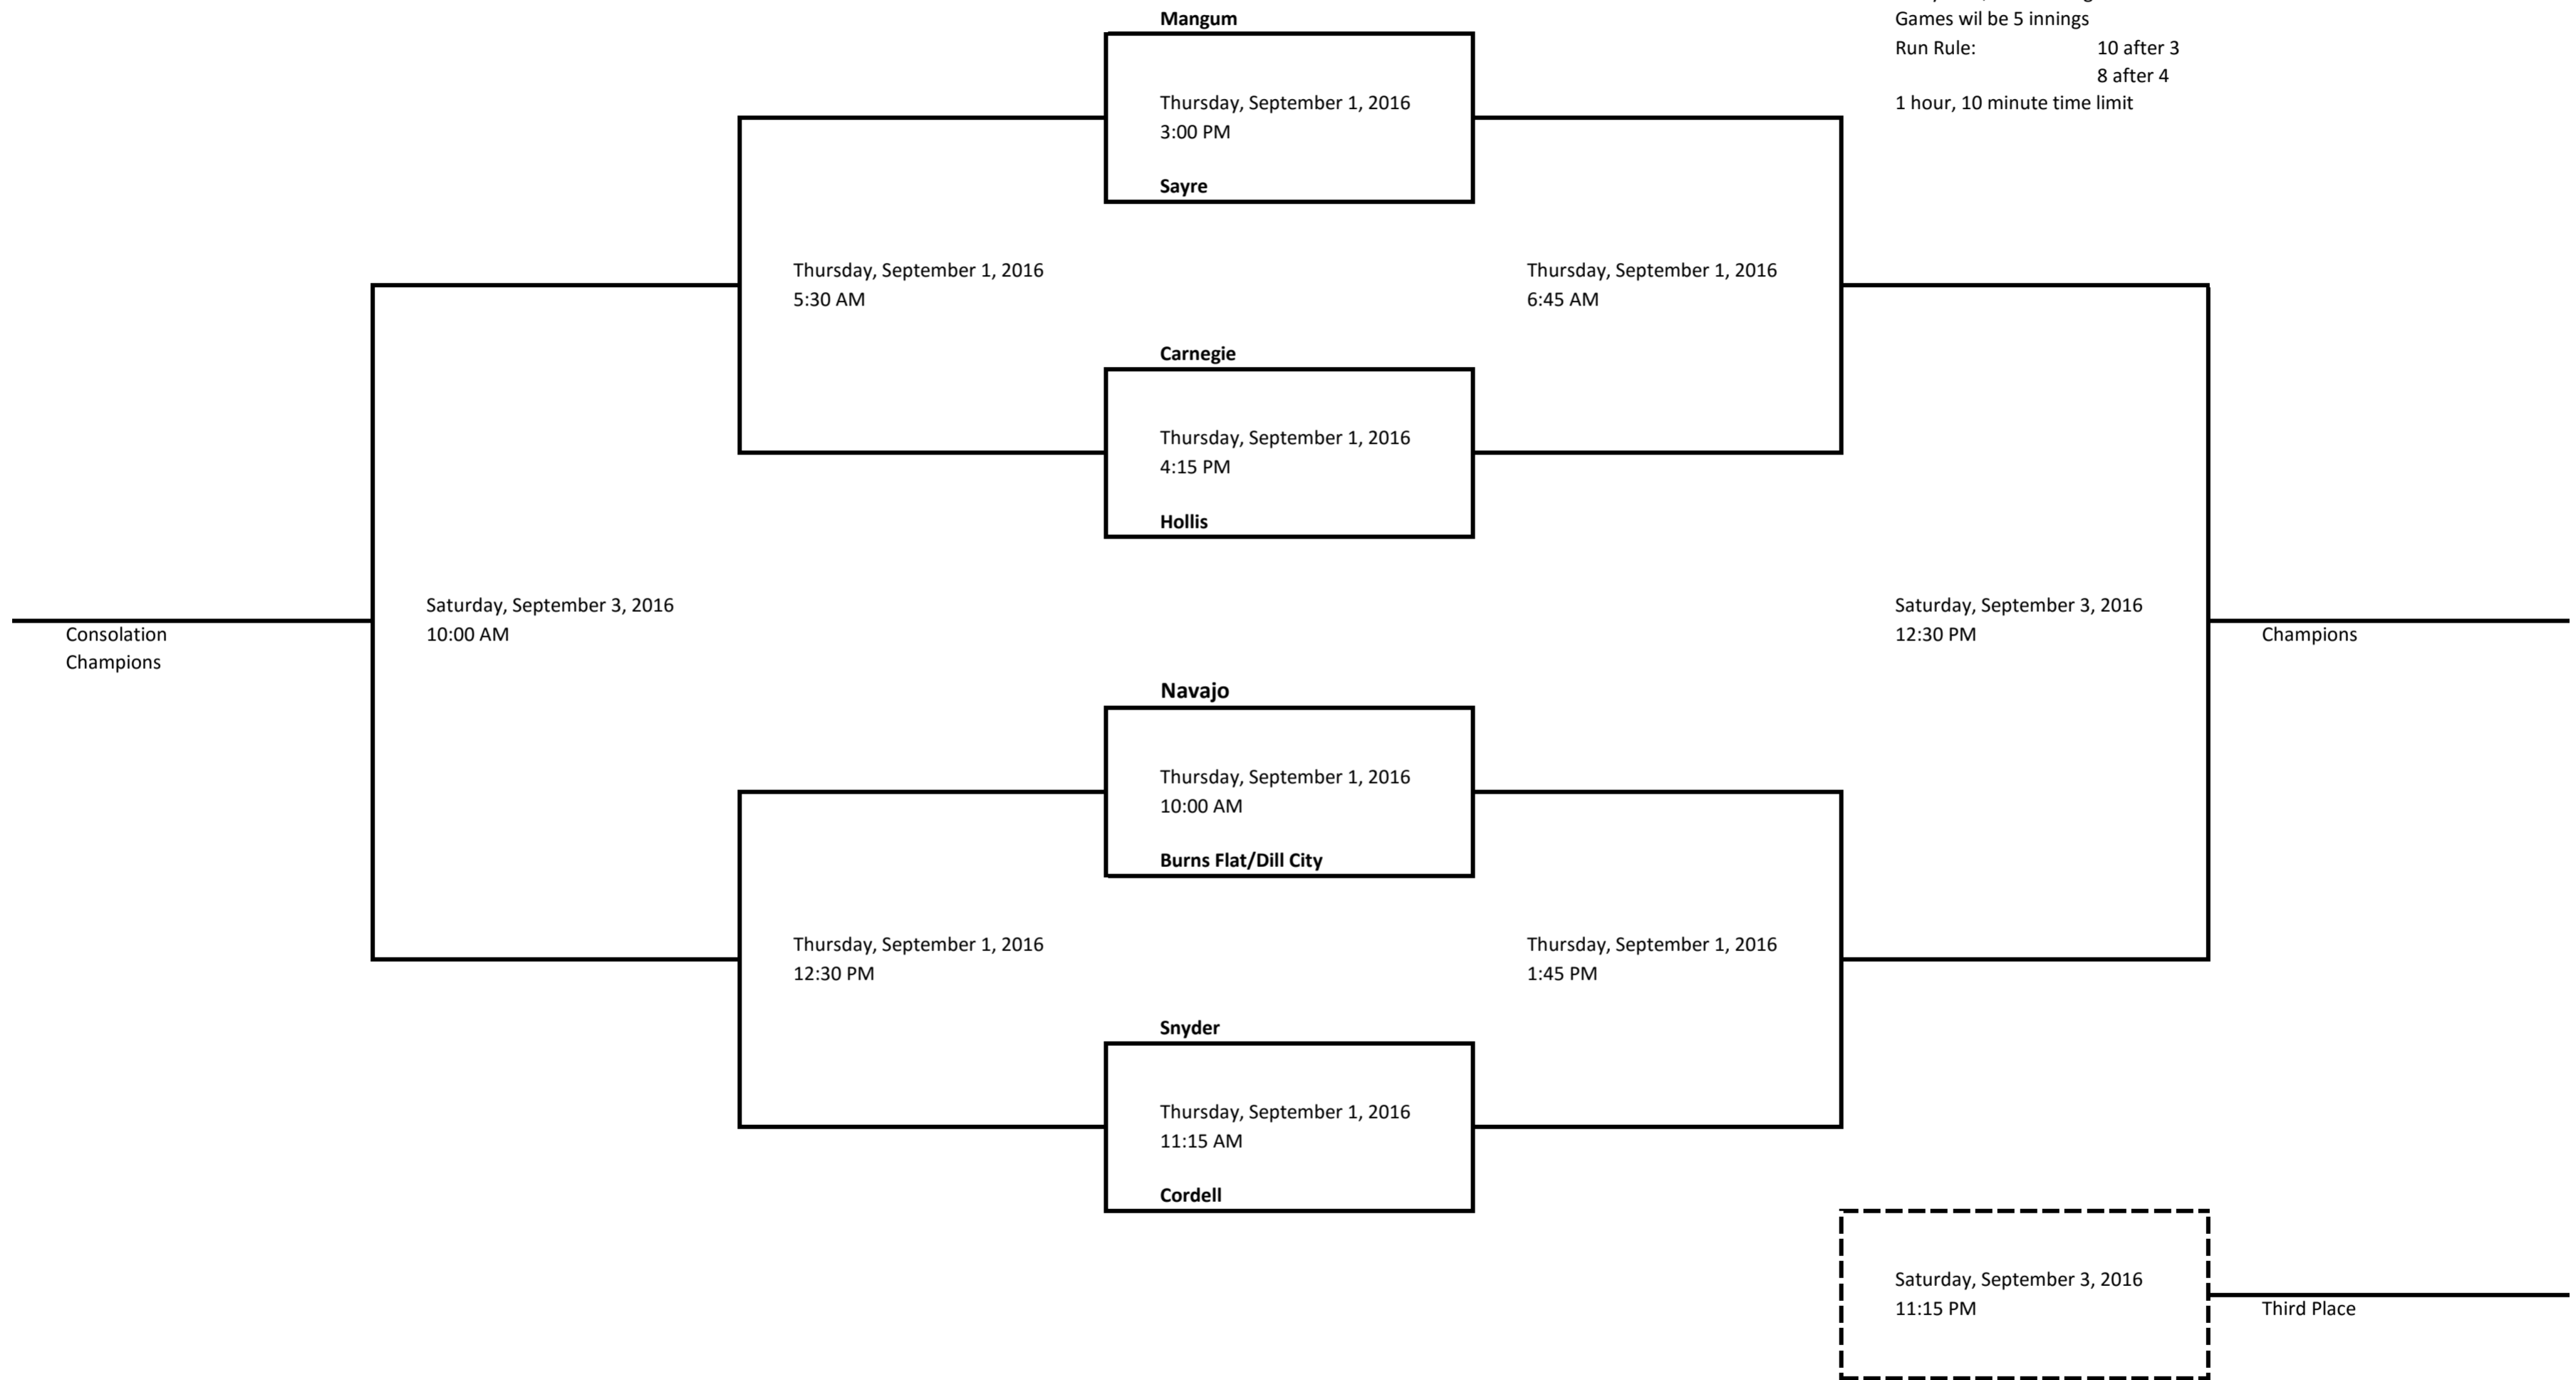 Mangum
Games wil be 5 innings
Run Rule: 10 after 3
8 after 4
1 hour, 10 minute time limit
Thursday, September 1, 2016
3:00 PM
Sayre
Thursday, September 1, 2016
5:30 AM
Thursday, September 1, 2016
6:45 AM
Carnegie
Thursday, September 1, 2016
4:15 PM
Hollis
Saturday, September 3, 2016
10:00 AM
Consolation
Champions
Saturday, September 3, 2016
12:30 PM
Champions
Navajo
Thursday, September 1, 2016
10:00 AM
Burns Flat/Dill City
Thursday, September 1, 2016
12:30 PM
Thursday, September 1, 2016
1:45 PM
Snyder
Thursday, September 1, 2016
11:15 AM
Cordell
Saturday, September 3, 2016
11:15 PM
Third Place